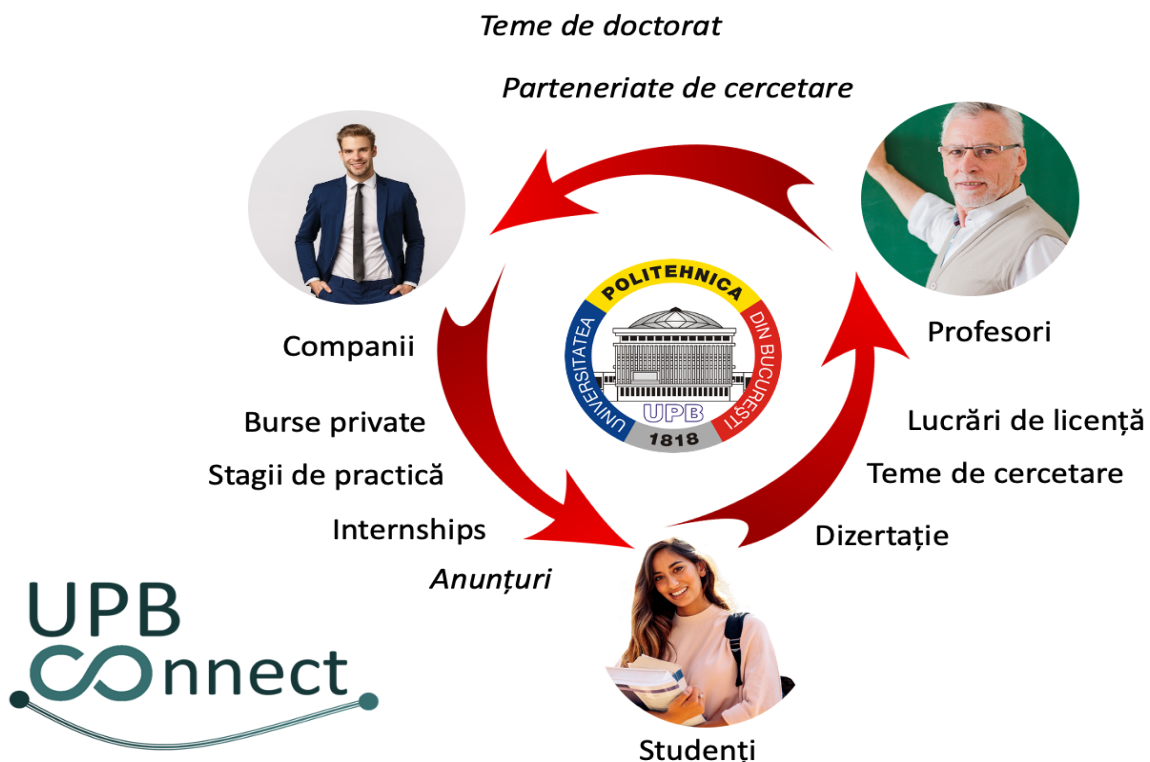 Teme de doctorat
Parteneriate de cercetare
Companii
Profesori
UNIVERSITATEA
POLITEHNICA
DIN BUCUREȘTI
UPB
1818
Burse private
Stagii de practică
Internships
Anunțuri
Lucrări de licență
Teme de cercetare
Dizertație
Studenți
UPB
Connect